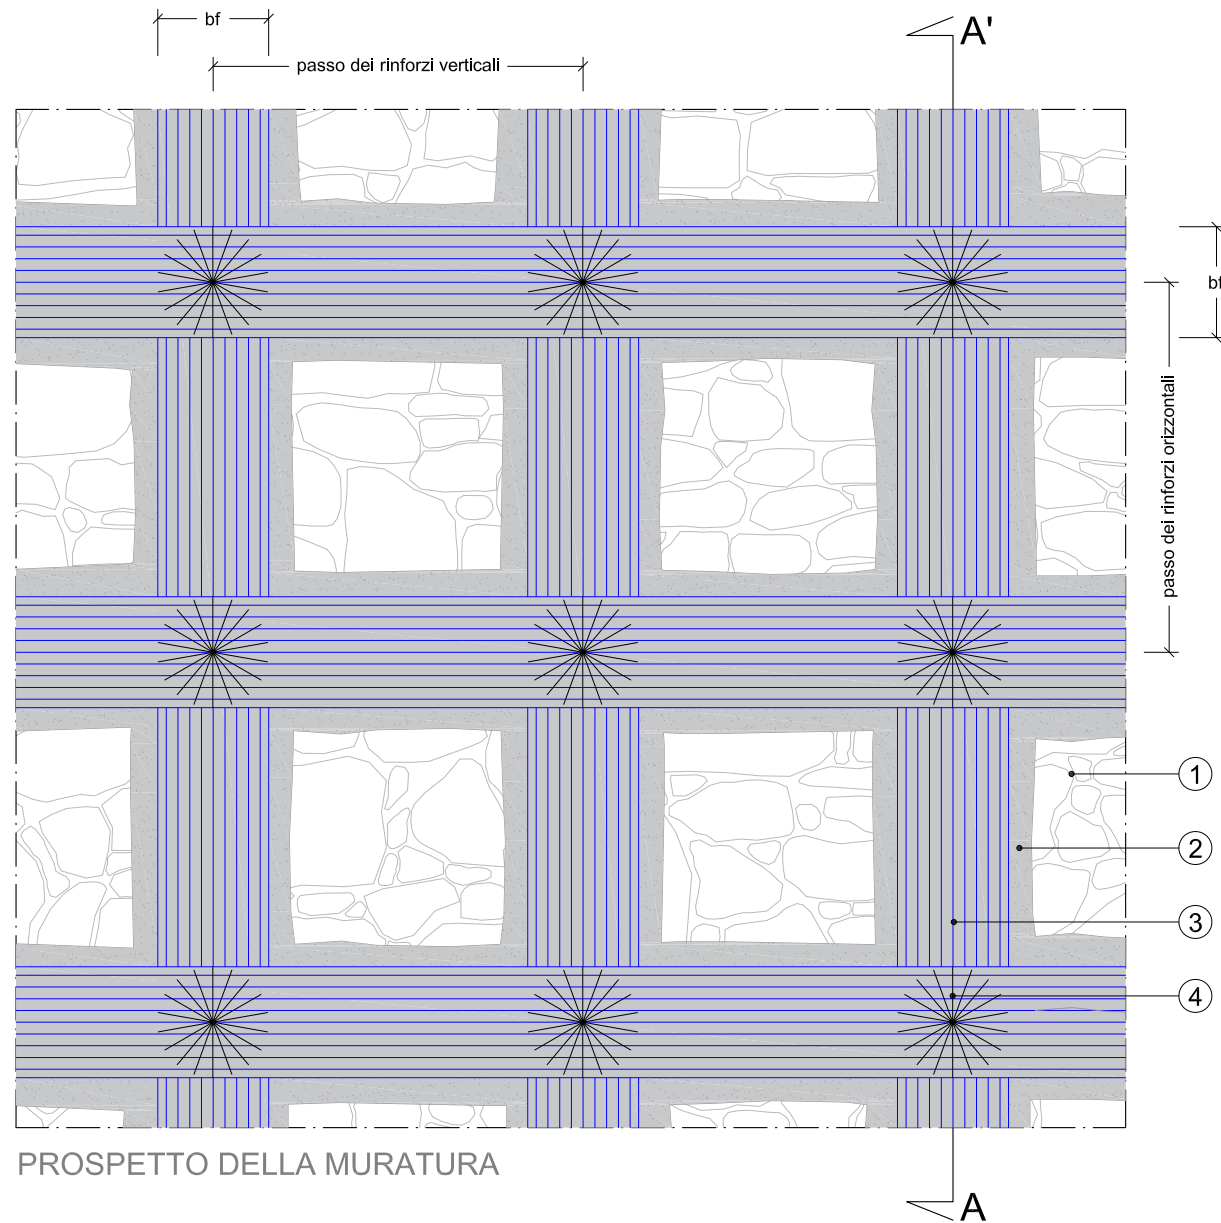 bf
A'
passo dei rinforzi verticali
bf
passo dei rinforzi orizzontali
1
2
3
4
PROSPETTO DELLA MURATURA
A